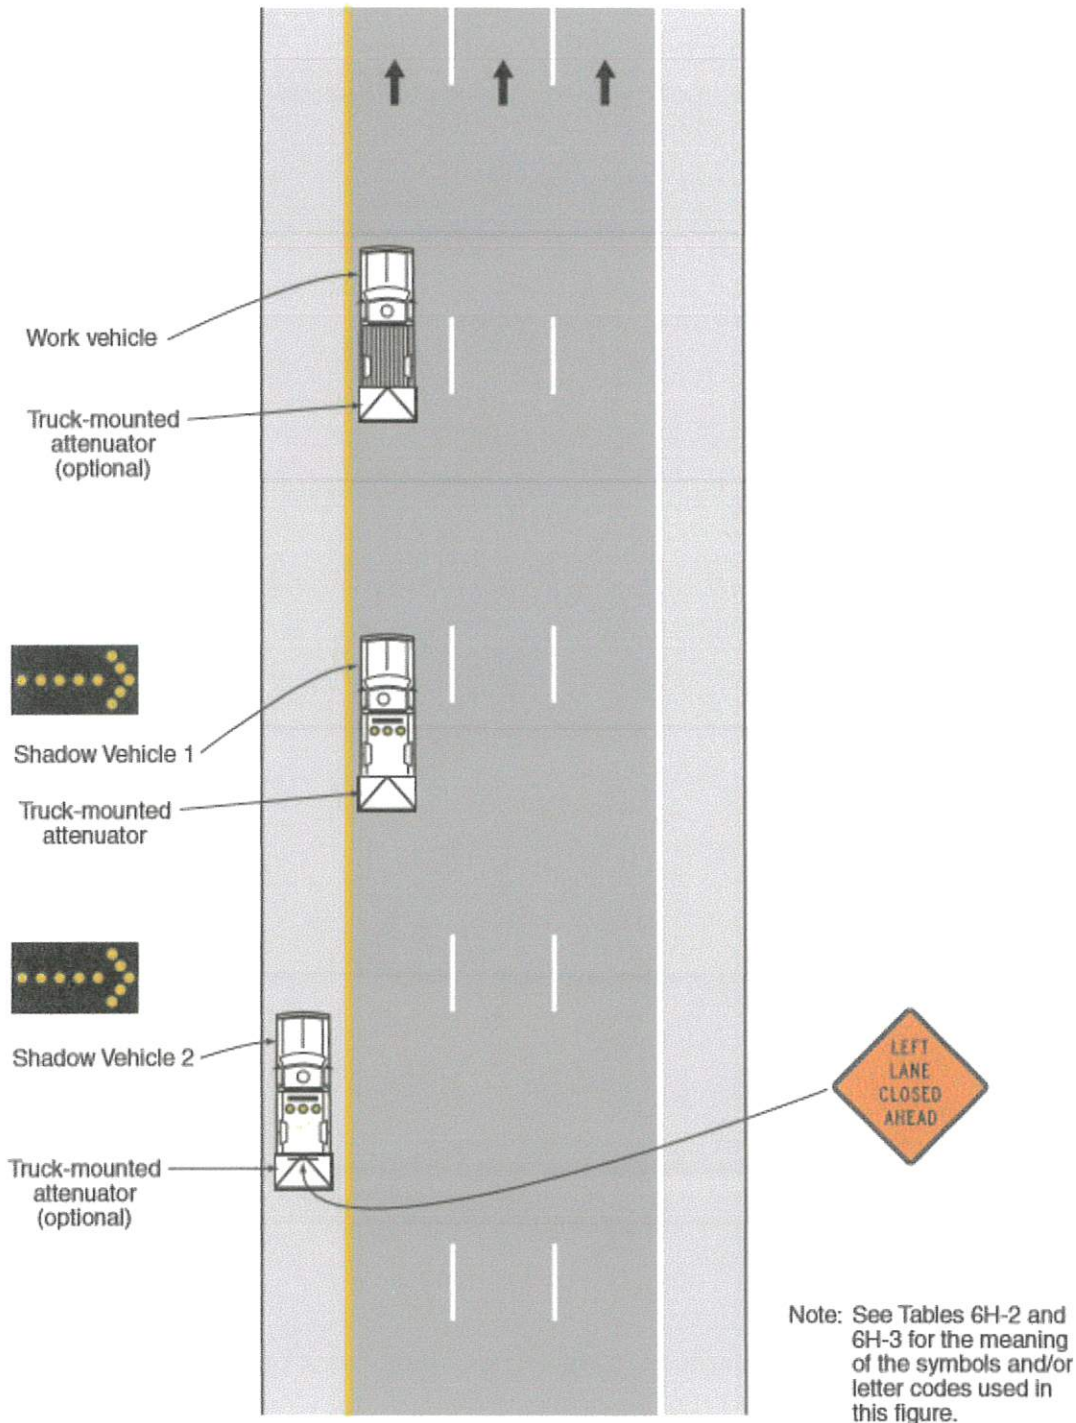 Work vehicle
Truck-mounted
attenuator
(optional)
Shadow Vehicle 1
Truck-mounted
attenuator
Shadow Vehicle 2
LEFT
LANE
CLOSED
AHEAD
Truck-mounted
attenuator
(optional)
Note: See Tables 6H-2 and
6H-3 for the meaning
of the symbols and/or
letter codes used in
this figure.